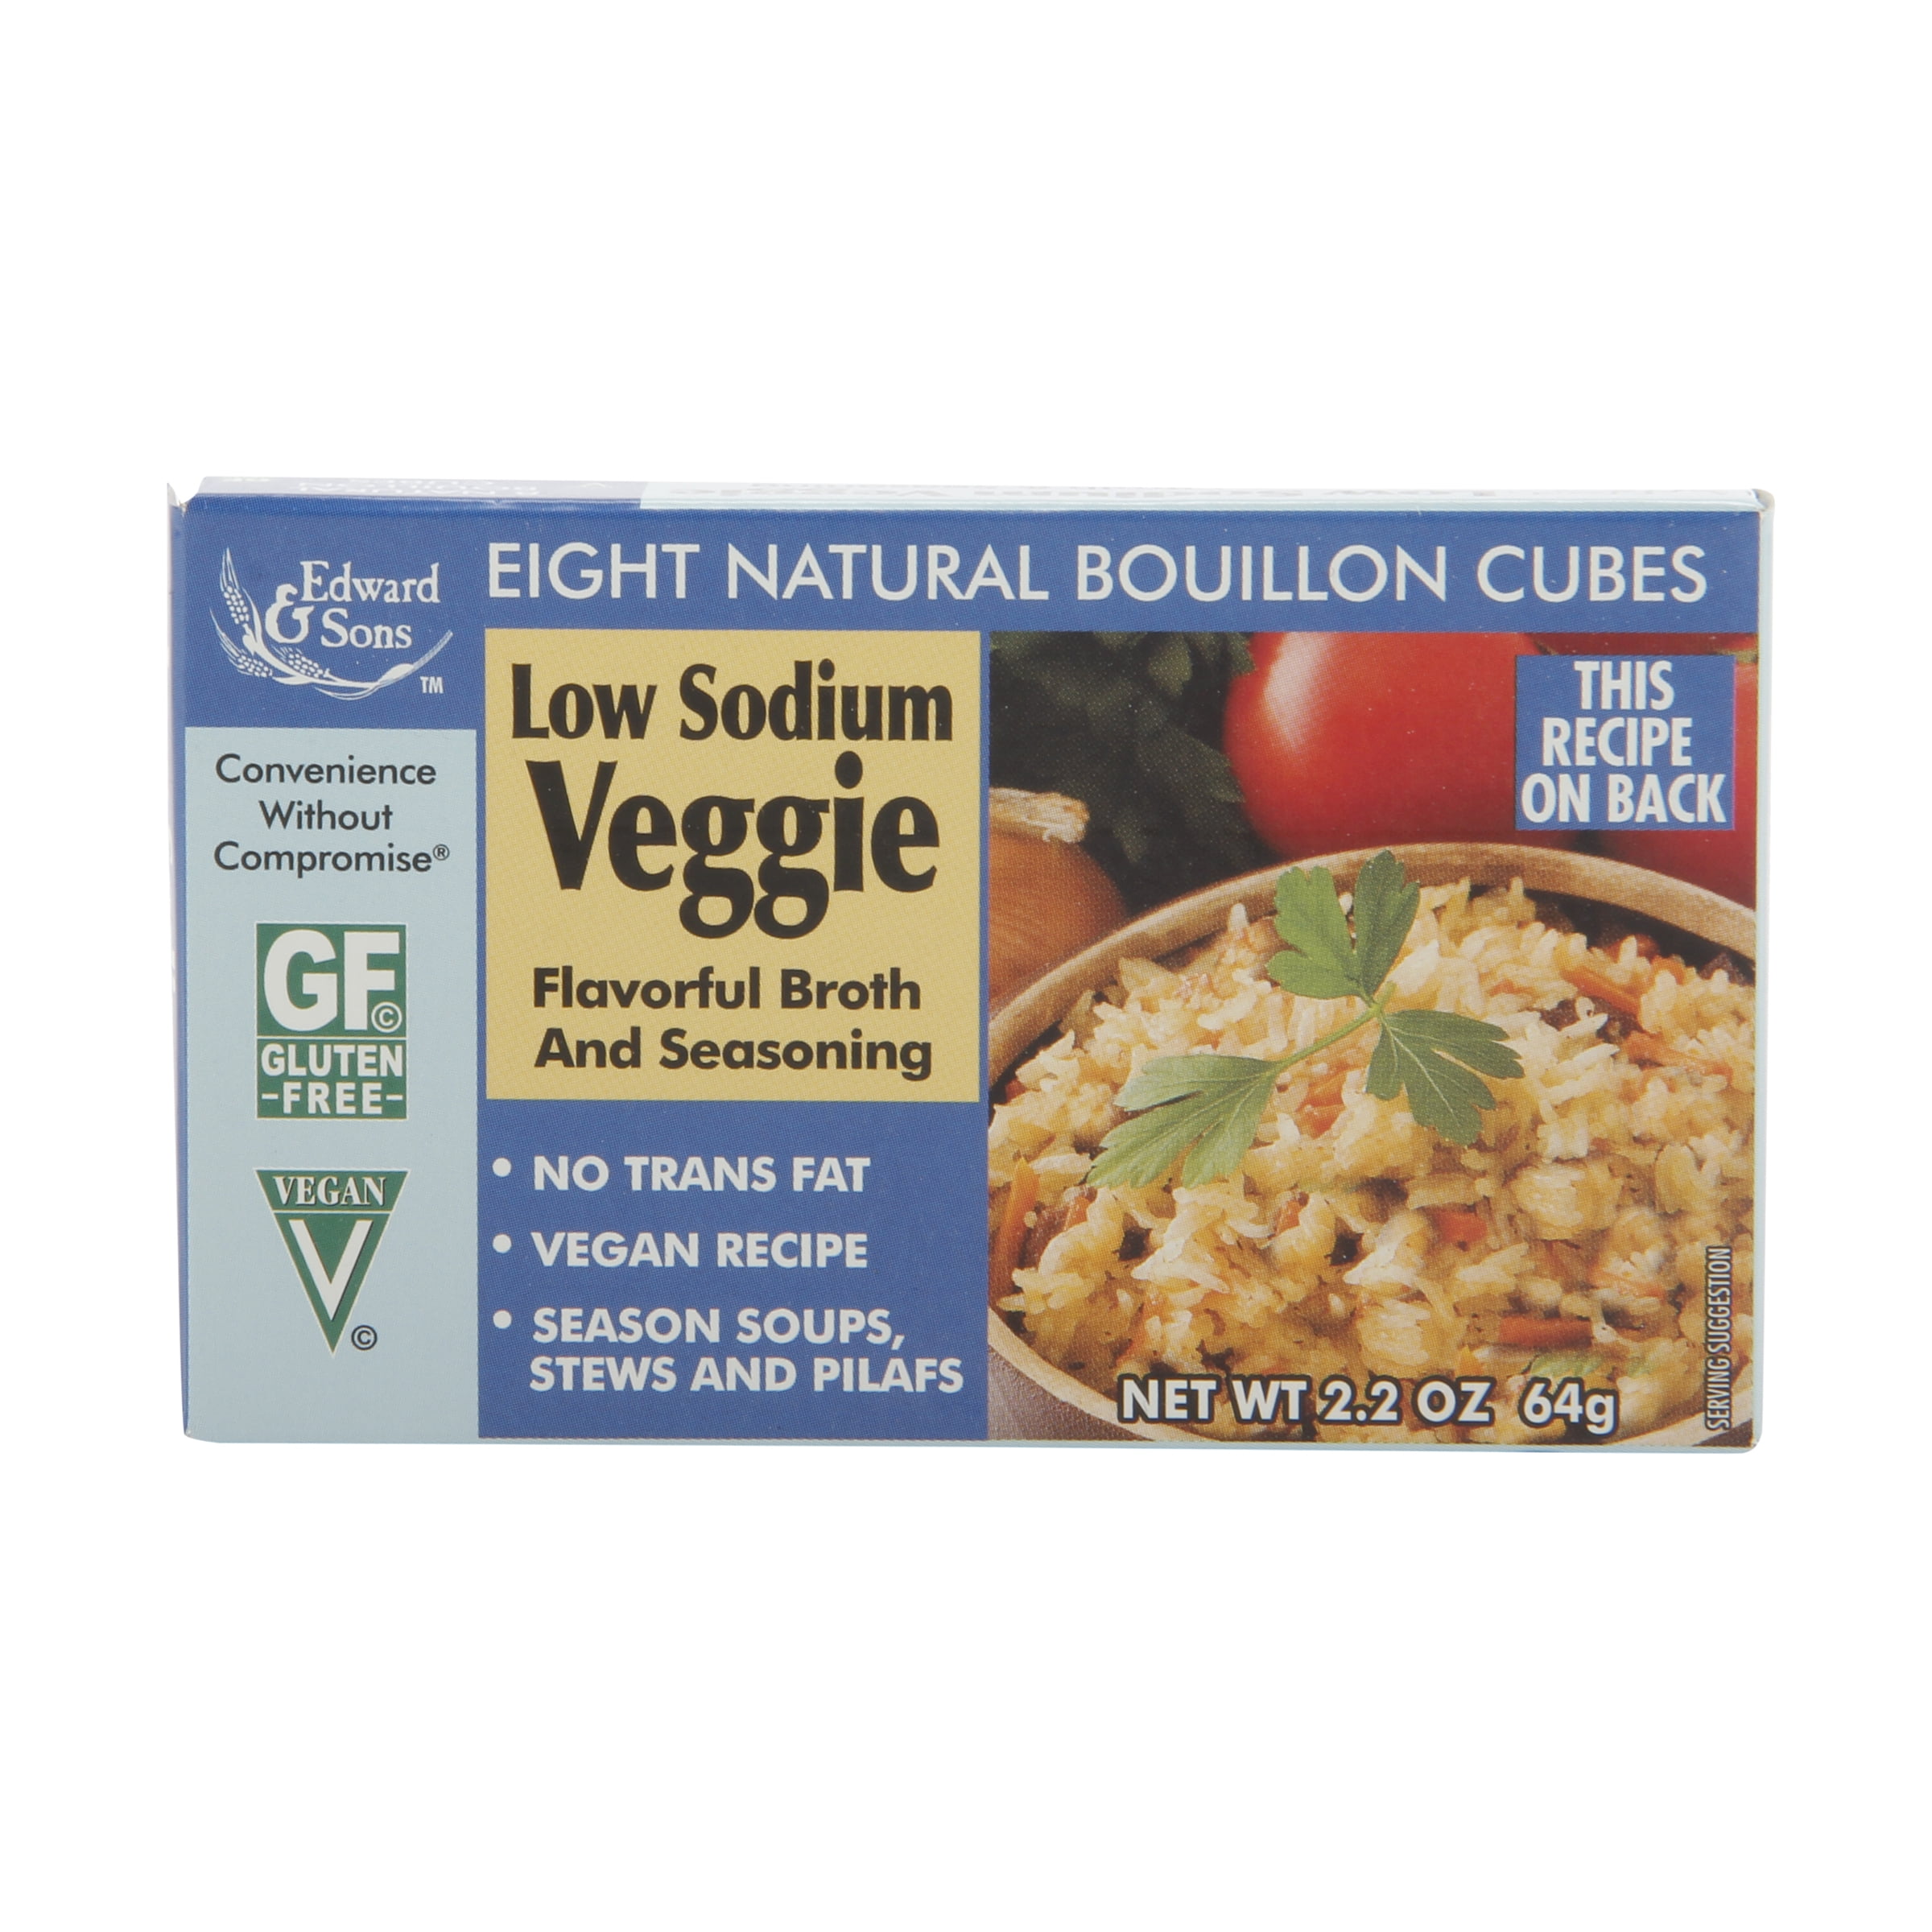 Edward
& Sons
TM
EIGHT NATURAL BOUILLON CUBES
Convenience
Without
Compromise®
GF©
GLUTEN
-FREE-
VEGAN
V
©
Low Sodium
Veggie
Flavorful Broth
And Seasoning
• NO TRANS FAT
• VEGAN RECIPE
• SEASON SOUPS,
STEWS AND PILAFS
THIS
RECIPE
ON BACK
NET WT 2.2 OZ 64g
SERVING SUGGESTION